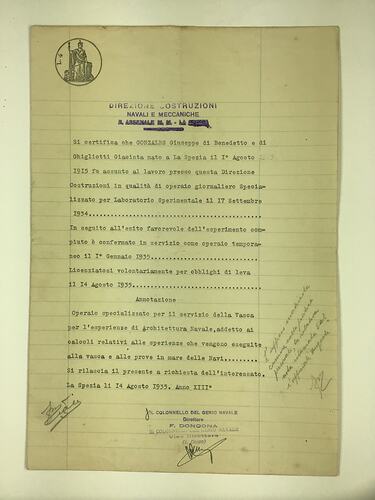 L. 6
DIREZIONE COSTRUZIONI
NAVALI E MECCANICHE
R. ARSENALE M. M. - LA SPEZIA
Si certifica che GONZALES Giuseppe di Benedetto e di
Ghiglietti Giacinta nato a La Spezia il I° Agosto
1915 fu assunto al lavoro presso questa Direzione
Costruzioni in qualità di operaio giornaliero Specia-
lizzato per Laboratorio Sperimentale il 17 Settembre
1934................................................
In seguito all'esito favorevole dell'esperimento com-
piuto è confermato in servizio come operaio tempora-
neo il I° Gennaio 1935..............................
Licenziatosi volontariamente per obblighi di leva
il I4 Agosto 1935...................................
Annotazione
Operaio specializzato per il servizio della Vasca
per l'esperienze di Architettura Navale, addetto ai
calcoli relativi alle sperienze che vengono eseguite
alla vasca e alle prove in mare delle Navi..
Si rilascia il presente a richiesta dell'interessato.
La Spezia li I4 Agosto 1935. Anno XIII°
IL COLONNELLO DEL GENIO NAVALE
Direttore
F. DONGONA
Vice Direttore